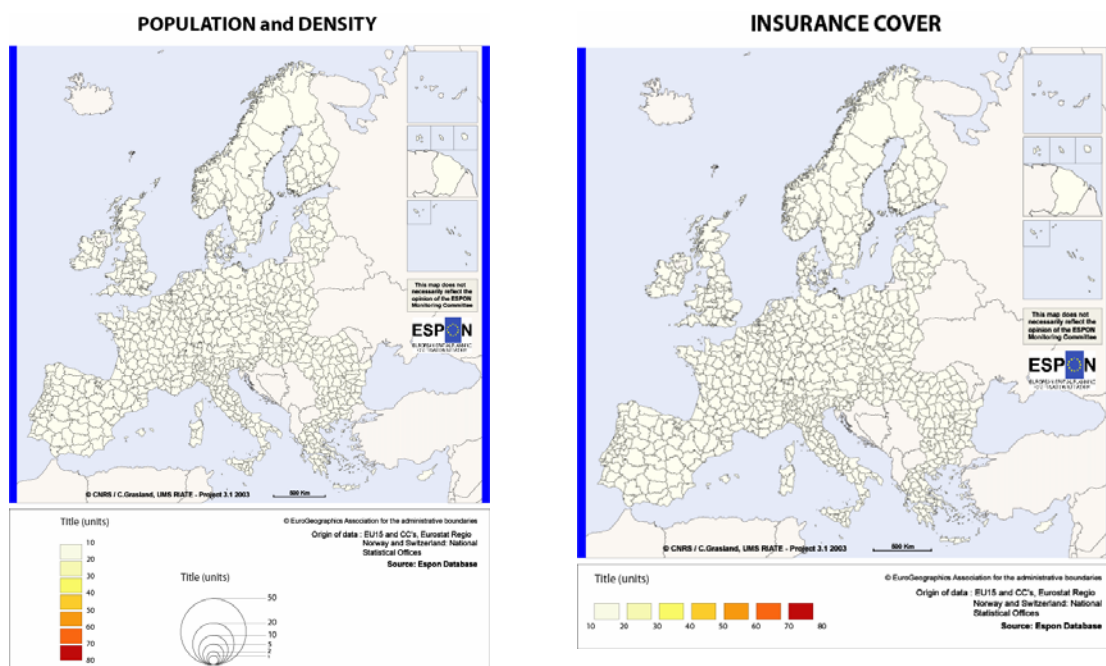 POPULATION and DENSITY
This map does not
necessarily reflect the
opinion of the ESPON
Monitoring Committee
ESPON
© CNRS / C.Grasland, UMS RIATE - Project 3.1 2003
500 Km
Title (units)
10
20
30
40
50
60
70
80
Title (units)
50
20
10
5
2
1
© EuroGeographics Association for the administrative boundaries
Origin of data : EU15 and CC's, Eurostat Regio
Norway and Switzerland: National
Statistical Offices
Source: Espon Database
INSURANCE COVER
This map does not
necessarily reflect the
opinion of the ESPON
Monitoring Committee
ESPON
© CNRS / C.Grasland, UMS RIATE - Project 3.1 2003
500 Km
Title (units)
10 20 30 40 50 60 70 80
© EuroGeographics Association for the administrative boundaries
Origin of data : EU15 and CC's, Eurostat Regio
Norway and Switzerland: National
Statistical Offices
Source: Espon Database